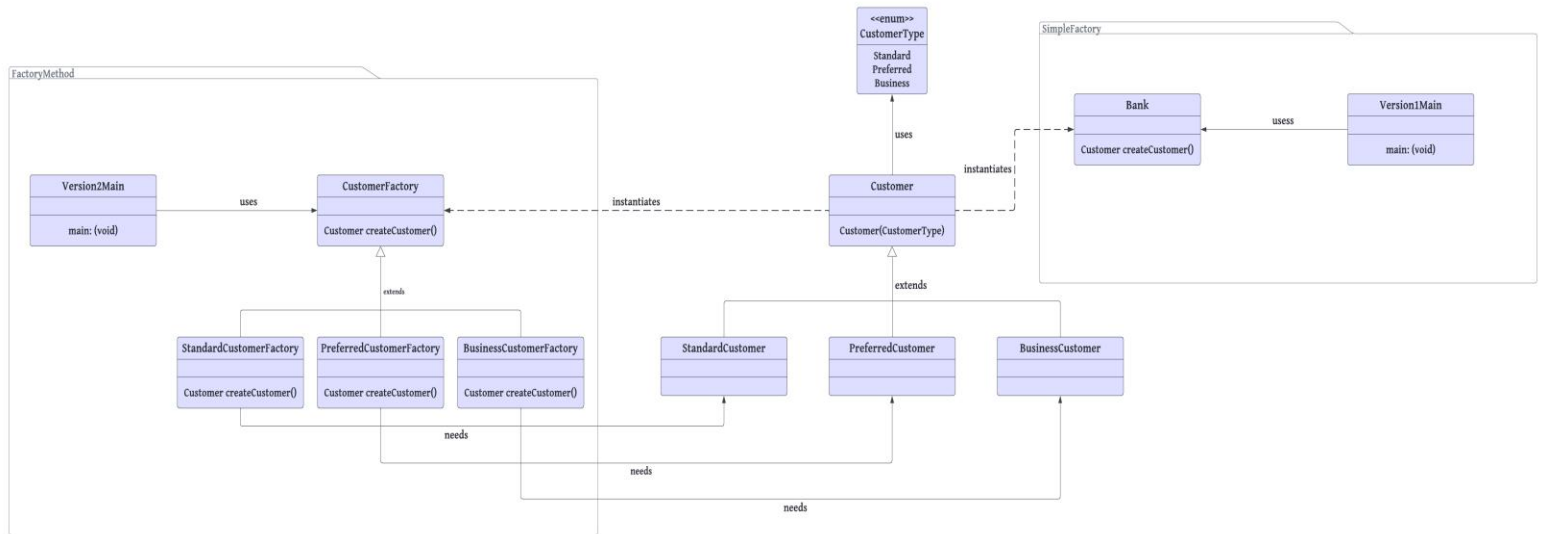 <<enum>>
CustomerType
Standard
Preferred
Business
SimpleFactory
FactoryMethod
Bank
Customer createCustomer()
usess
Version1Main
main: (void)
uses
instantiates
Version2Main
main: (void)
uses
CustomerFactory
Customer createCustomer()
instantiates
Customer
Customer(CustomerType)
extends
extends
StandardCustomerFactory
Customer createCustomer()
PreferredCustomerFactory
Customer createCustomer()
BusinessCustomerFactory
Customer createCustomer()
StandardCustomer
PreferredCustomer
BusinessCustomer
needs
needs
needs